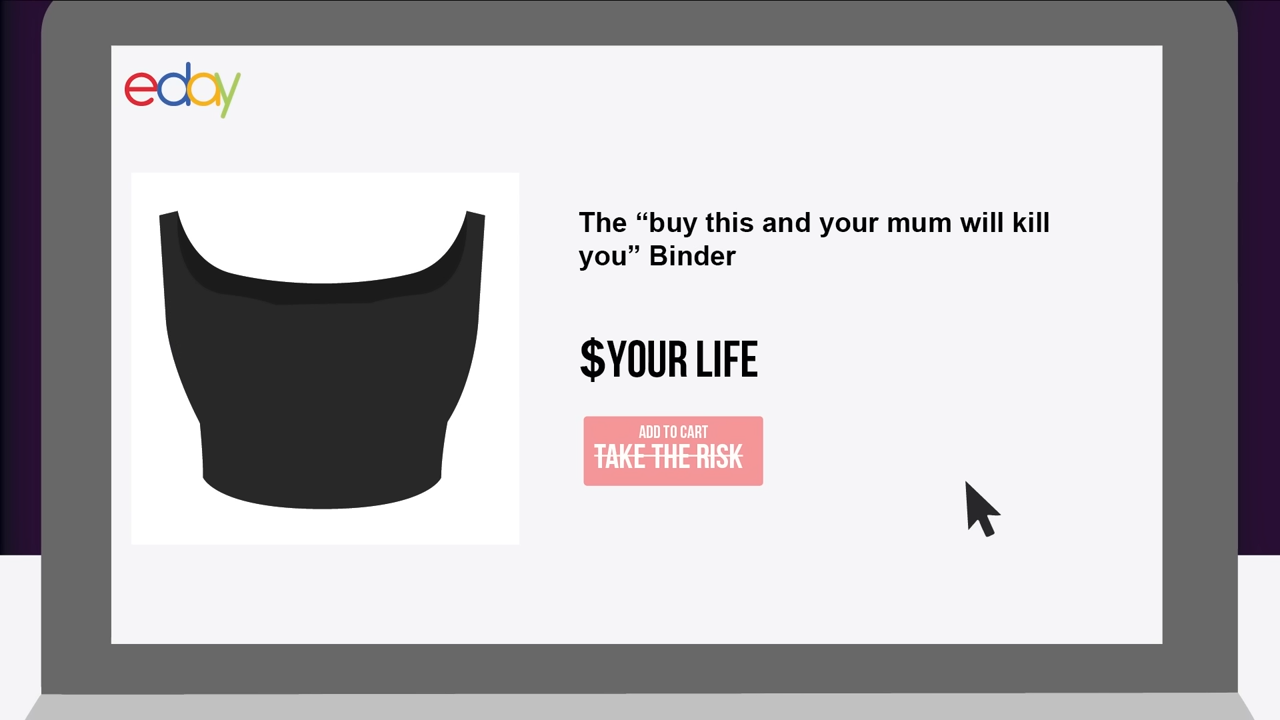 eday
The “buy this and your mum will kill
you” Binder
$YOUR LIFE
ADD TO CART
TAKE THE RISK